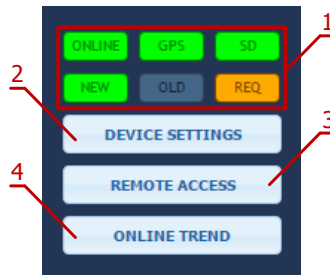 1
ONLINE GPS SD
2
NEW OLD REQ
DEVICE SETTINGS
3
4
REMOTE ACCESS
ONLINE TREND